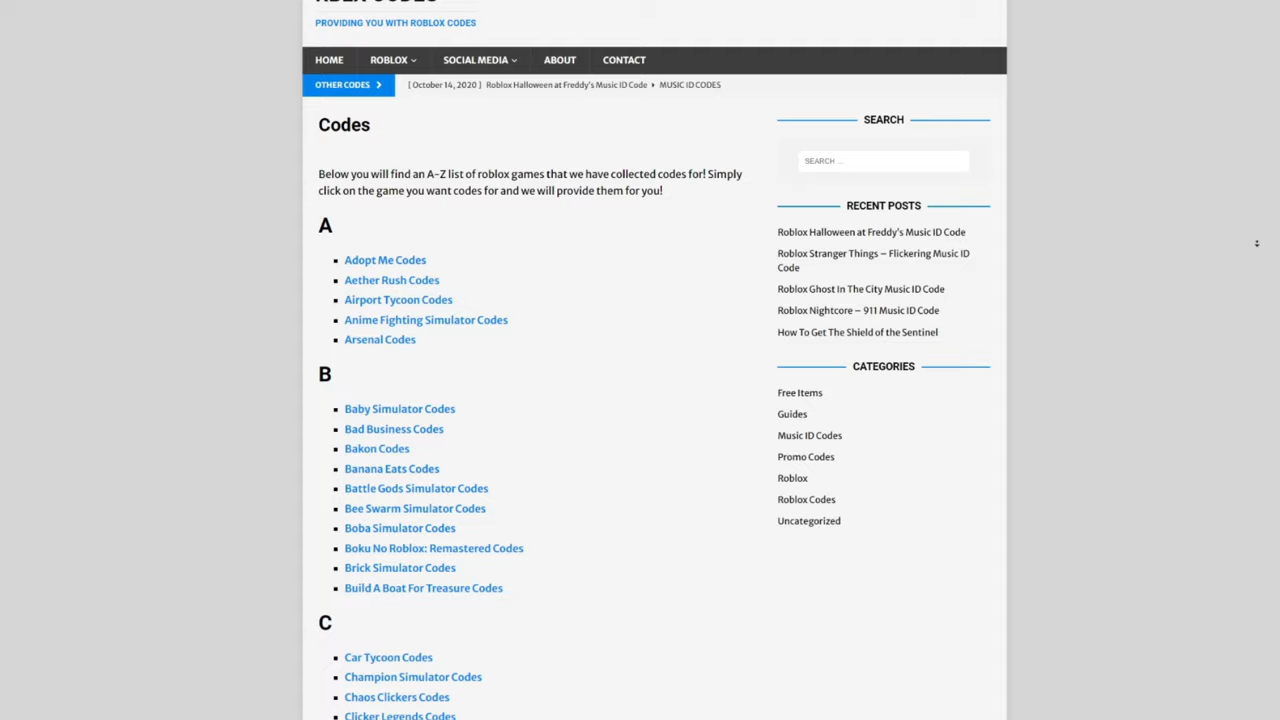 PROVIDING YOU WITH ROBLOX CODES
HOME ROBLOX SOCIAL MEDIA ABOUT CONTACT
OTHER CODES [ October 14, 2020 ] Roblox Halloween at Freddy's Music ID Code MUSIC ID CODES
Codes
Below you will find an A-Z list of roblox games that we have collected codes for! Simply
click on the game you want codes for and we will provide them for you!
A
Adopt Me Codes
Aether Rush Codes
Airport Tycoon Codes
Anime Fighting Simulator Codes
Arsenal Codes
B
Baby Simulator Codes
Bad Business Codes
Bakon Codes
Banana Eats Codes
Battle Gods Simulator Codes
Bee Swarm Simulator Codes
Boba Simulator Codes
Boku No Roblox: Remastered Codes
Brick Simulator Codes
Build A Boat For Treasure Codes
C
Car Tycoon Codes
Champion Simulator Codes
Chaos Clickers Codes
Clicker Legends Codes
SEARCH
SEARCH ...
RECENT POSTS
Roblox Halloween at Freddy's Music ID Code
Roblox Stranger Things – Flickering Music ID
Code
Roblox Ghost In The City Music ID Code
Roblox Nightcore – 911 Music ID Code
How To Get The Shield of the Sentinel
CATEGORIES
Free Items
Guides
Music ID Codes
Promo Codes
Roblox
Roblox Codes
Uncategorized